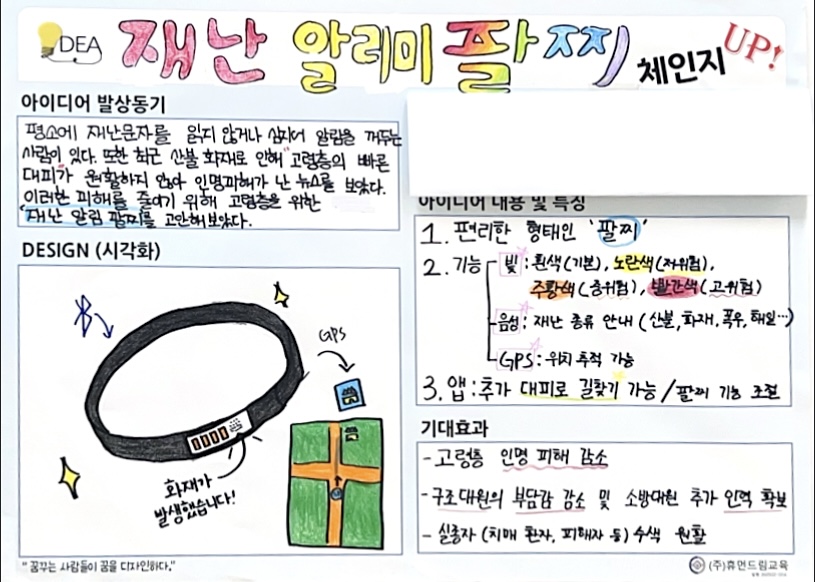 IDEA 재난 알리미 팔찌 체인지 UP!
아이디어 발상동기
평소에 재난문자를 읽지 않거나 심지어 알림을 꺼두는
사람이 있다. 또한 최근 산불 화재로 인해 "고령층의 빠른
대피"가 원활하지 않아 인명피해가 난 뉴스를 보았다.
이러한 피해를 줄이기 위해 고령층을 위한
'재난 알림 팔찌'를 고안해보았다.
DESIGN (시각화)
GPS
화재가
발생했습니다!
아이디어 내용 및 특징
1. 편리한 형태인 '팔찌'
2. 기능 빛 : 흰색(기본), 노란색(저위험),
주황색(중위험), 빨간색(고위험)
음성 : 재난 종류 안내 (산불, 화재, 폭우, 태일…)
GPS : 위치 추적 가능
3. 앱 : 추가 대피로 길찾기 가능 / 팔찌 기능 조절
기대효과
- 고령층 인명 피해 감소
- 구조대원의 부담감 감소 및 소방대원 추가 인력 확보
- 실종자 (치매 환자, 피해자 등) 수색 원활
"꿈꾸는 사람들이 꿈을 디자인하다."
(주)휴먼드림교육